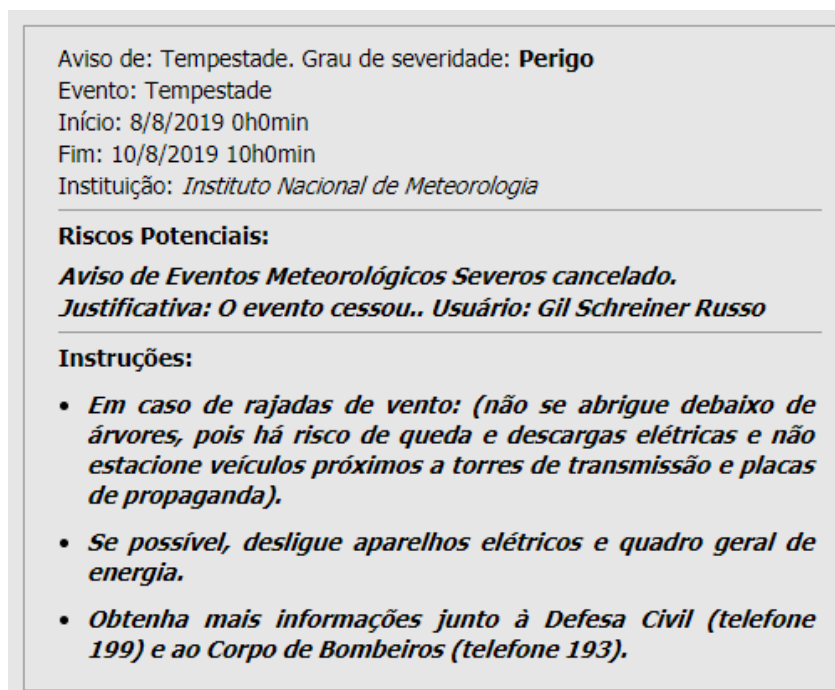 Aviso de: Tempestade. Grau de severidade: Perigo
Evento: Tempestade
Início: 8/8/2019 0h0min
Fim: 10/8/2019 10h0min
Instituição: Instituto Nacional de Meteorologia
Riscos Potenciais:
Aviso de Eventos Meteorológicos Severos cancelado.
Justificativa: O evento cessou.. Usuário: Gil Schreiner Russo
Instruções:
• Em caso de rajadas de vento: (não se abrigue debaixo de
árvores, pois há risco de queda e descargas elétricas e não
estacione veículos próximos a torres de transmissão e placas
de propaganda).
• Se possível, desligue aparelhos elétricos e quadro geral de
energia.
• Obtenha mais informações junto à Defesa Civil (telefone
199) e ao Corpo de Bombeiros (telefone 193).